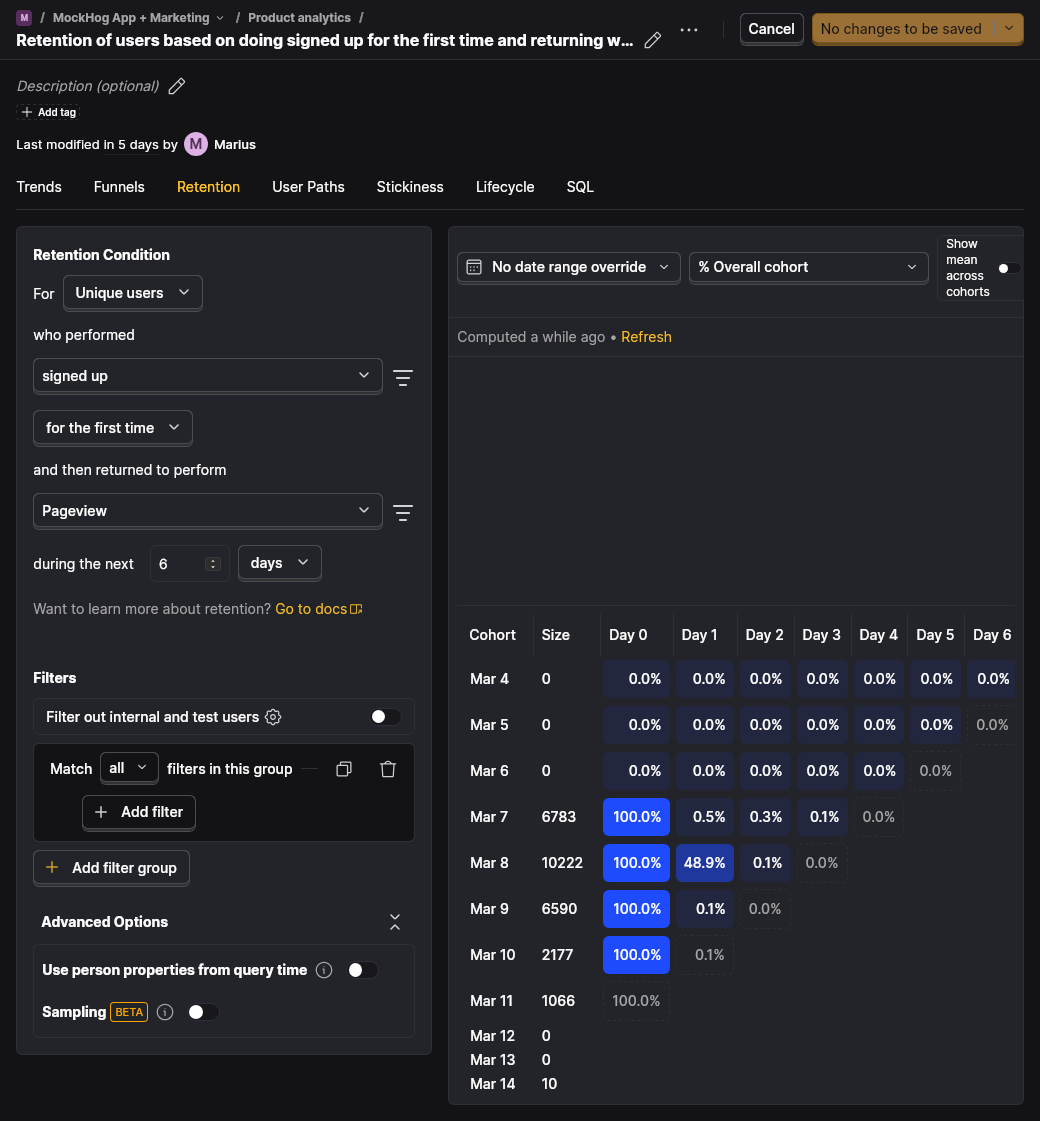 M / MockHog App + Marketing / Product analytics /
Retention of users based on doing signed up for the first time and returning w...
Cancel
No changes to be saved
Description (optional)
Add tag
Last modified in 5 days by M Marius
Trends Funnels Retention User Paths Stickiness Lifecycle SQL
Retention Condition
For Unique users
who performed
signed up
for the first time
and then returned to perform
Pageview
during the next 6 days
Want to learn more about retention? Go to docs
Filters
Filter out internal and test users
Match all filters in this group
Add filter
Add filter group
Advanced Options
Use person properties from query time
Sampling BETA
No date range override
% Overall cohort
Show
mean
across
cohorts
Computed a while ago • Refresh
Cohort Size Day 0 Day 1 Day 2 Day 3 Day 4 Day 5 Day 6
Mar 4 0 0.0% 0.0% 0.0% 0.0% 0.0% 0.0% 0.0%
Mar 5 0 0.0% 0.0% 0.0% 0.0% 0.0% 0.0% 0.0%
Mar 6 0 0.0% 0.0% 0.0% 0.0% 0.0% 0.0%
Mar 7 6783 100.0% 0.5% 0.3% 0.1% 0.0%
Mar 8 10222 100.0% 48.9% 0.1% 0.0%
Mar 9 6590 100.0% 0.1% 0.0%
Mar 10 2177 100.0% 0.1%
Mar 11 1066 100.0%
Mar 12 0
Mar 13 0
Mar 14 10